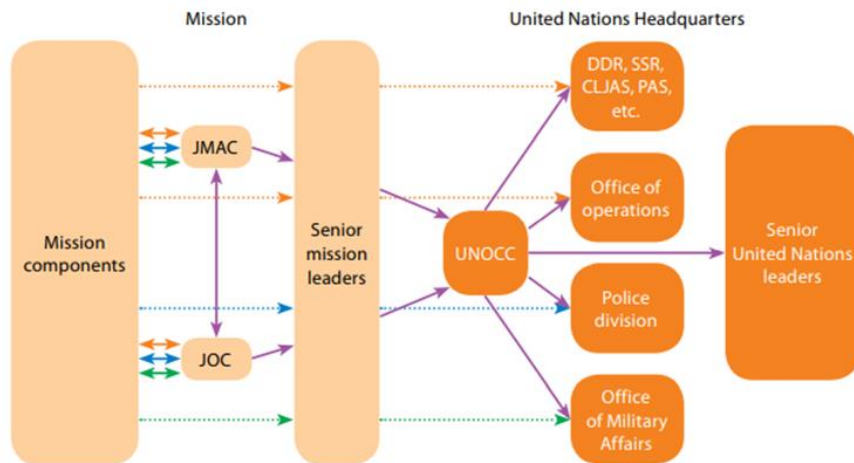 Mission
United Nations Headquarters
Mission
components
JMAC
JOC
Senior
mission
leaders
UNOCC
DDR, SSR,
CLJAS, PAS,
etc.
Office of
operations
Police
division
Office
of Military
Affairs
Senior
United Nations
leaders